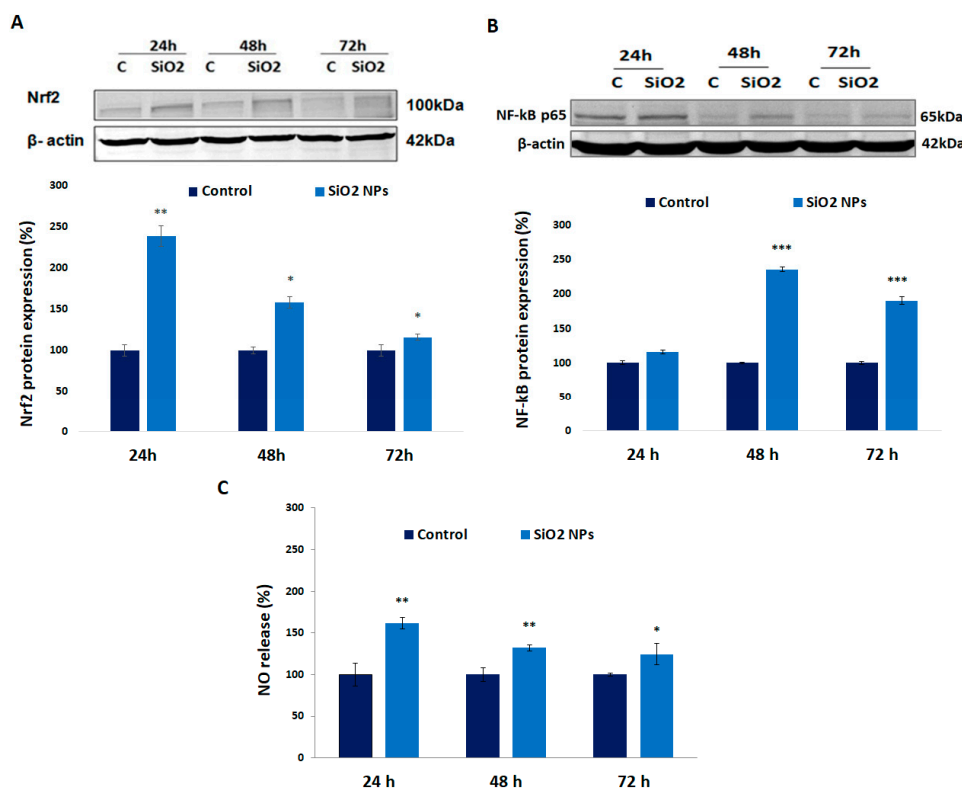 A
24h 48h 72h
C SiO2 C SiO2 C SiO2
Nrf2 100kDa
β- actin 42kDa
Control SiO2 NPs
Nrf2 protein expression (%)
300
250
200
150
100
50
0
** * *
24h 48h 72h
B
24h 48h 72h
C SiO2 C SiO2 C SiO2
NF-kB p65 65kDa
β-actin 42kDa
Control SiO2 NPs
NF-kB protein expression (%)
300
250
200
150
100
50
0
*** ***
24 h 48 h 72 h
C
Control SiO2 NPs
NO release (%)
300
250
200
150
100
50
0
** ** *
24 h 48 h 72 h